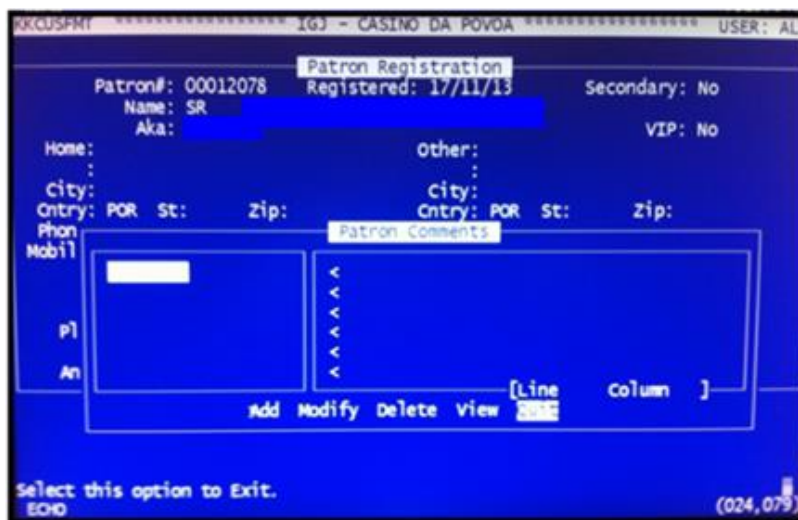 KKCUSFMT ****************** IGJ - CASINO DA POVOA ****************** USER: AL
Patron Registration
Patron#: 00012078 Registered: 17/11/13 Secondary: No
Name: SR
Aka: VIP: No
Home: Other:
: :
City: City:
Cntry: POR St: Zip: Cntry: POR St: Zip:
Phon
Patron Comments
Mobil
<
<
<
Pl <
<
An <
[Line Column ]
Add Modify Delete View
Select this option to Exit.
ECHO (024,079)